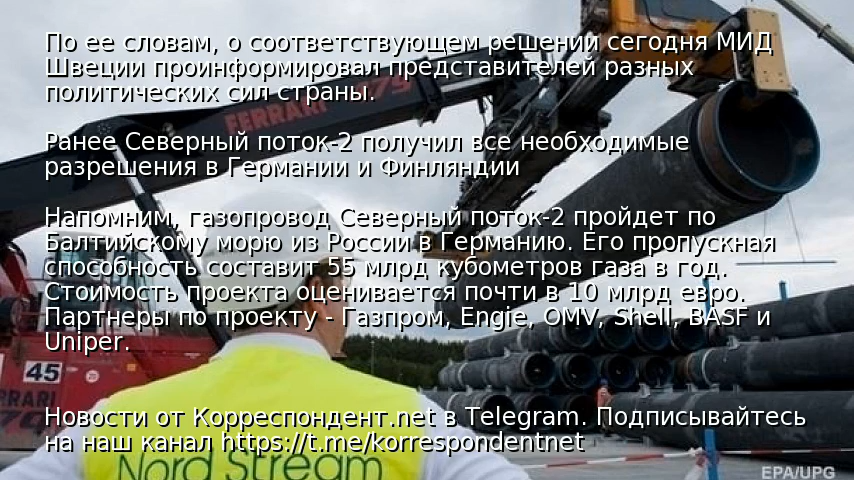 По ее словам, о соответствующем решении сегодня МИД
Швеции проинформировал представителей разных
политических сил страны.
Ранее Северный поток-2 получил все необходимые
разрешения в Германии и Финляндии
Напомним, газопровод Северный поток-2 пройдет по
Балтийскому морю из России в Германию. Его пропускная
способность составит 55 млрд кубометров газа в год.
Стоимость проекта оценивается почти в 10 млрд евро.
Партнеры по проекту - Газпром, Engie, OMV, Shell, BASF и
Uniper.
Новости от Корреспондент.net в Telegram. Подписывайтесь
на наш канал https://t.me/korrespondentnet
FERRARI
45
Nord Stream
EPA/UPG